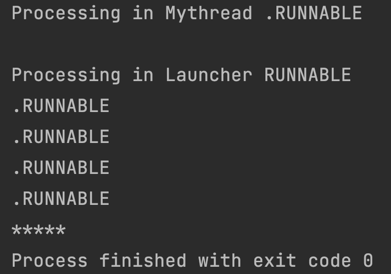 Processing in Mythread .RUNNABLE
Processing in Launcher RUNNABLE
.RUNNABLE
.RUNNABLE
.RUNNABLE
.RUNNABLE
*****
Process finished with exit code 0